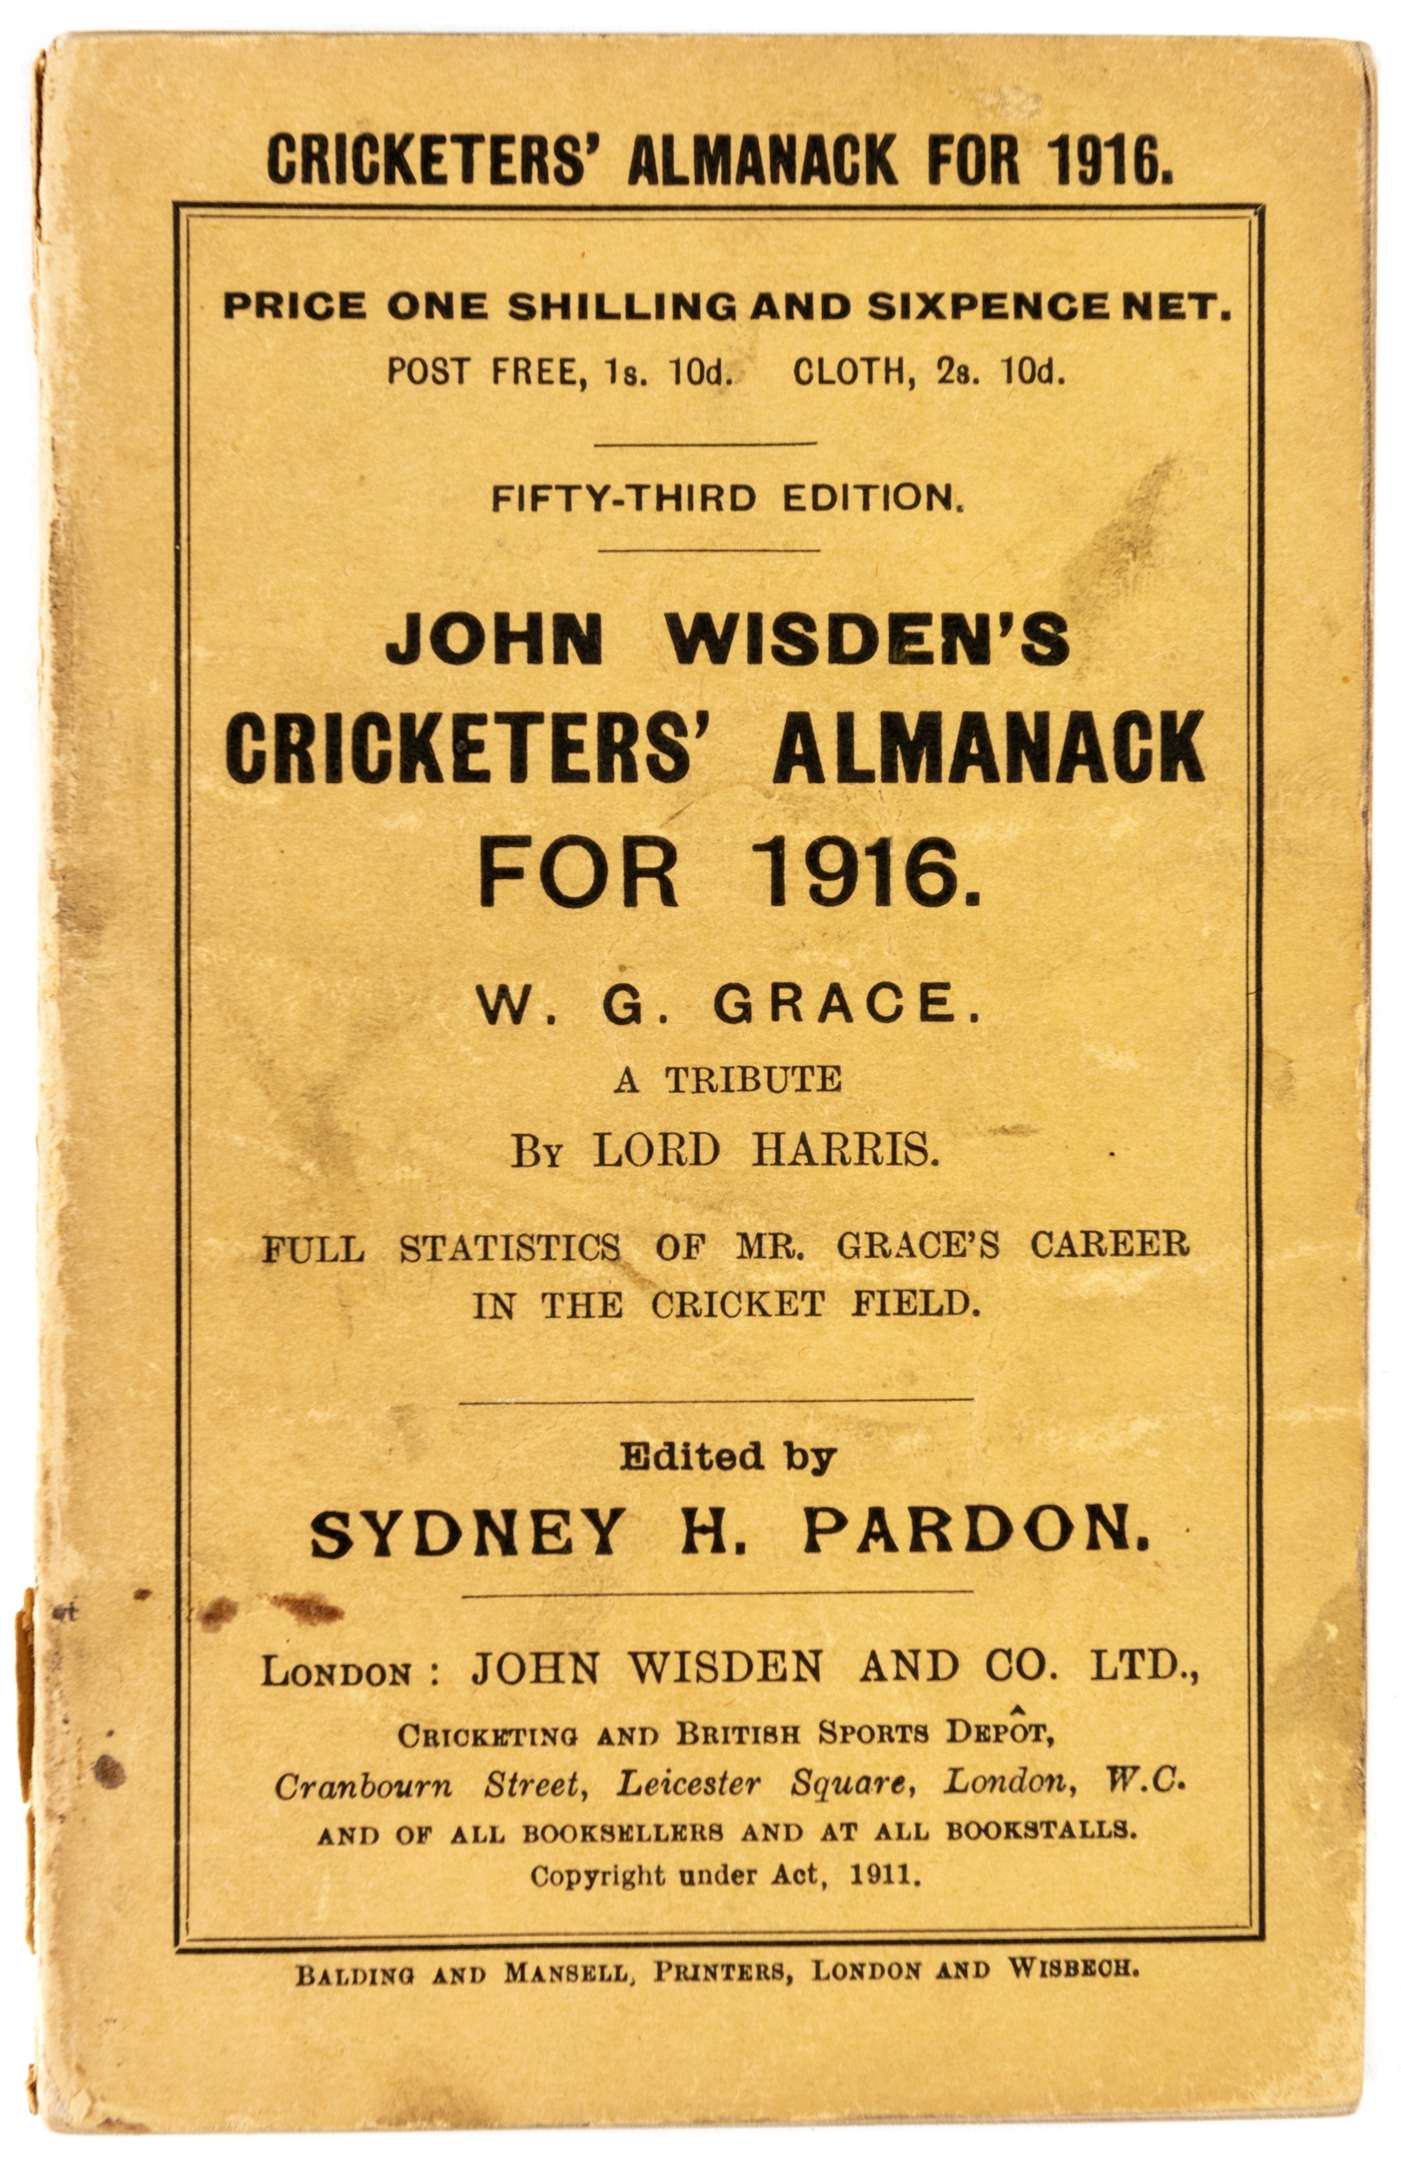 CRICKETERS' ALMANACK FOR 1916.
PRICE ONE SHILLING AND SIXPENCE NET.
POST FREE, 1s. 10d. CLOTH, 2s. 10d.
FIFTY-THIRD EDITION.
JOHN WISDEN'S
CRICKETERS' ALMANACK
FOR 1916.
W. G. GRACE.
A TRIBUTE
BY LORD HARRIS.
FULL STATISTICS OF MR. GRACE'S CAREER
IN THE CRICKET FIELD.
Edited by
SYDNEY H. PARDON.
LONDON : JOHN WISDEN AND CO. LTD.,
CRICKETING AND BRITISH SPORTS DEPÔT,
Cranbourn Street, Leicester Square, London, W.C.
AND OF ALL BOOKSELLERS AND AT ALL BOOKSTALLS.
Copyright under Act, 1911.
BALDING AND MANSELL, PRINTERS, LONDON AND WISBECH.